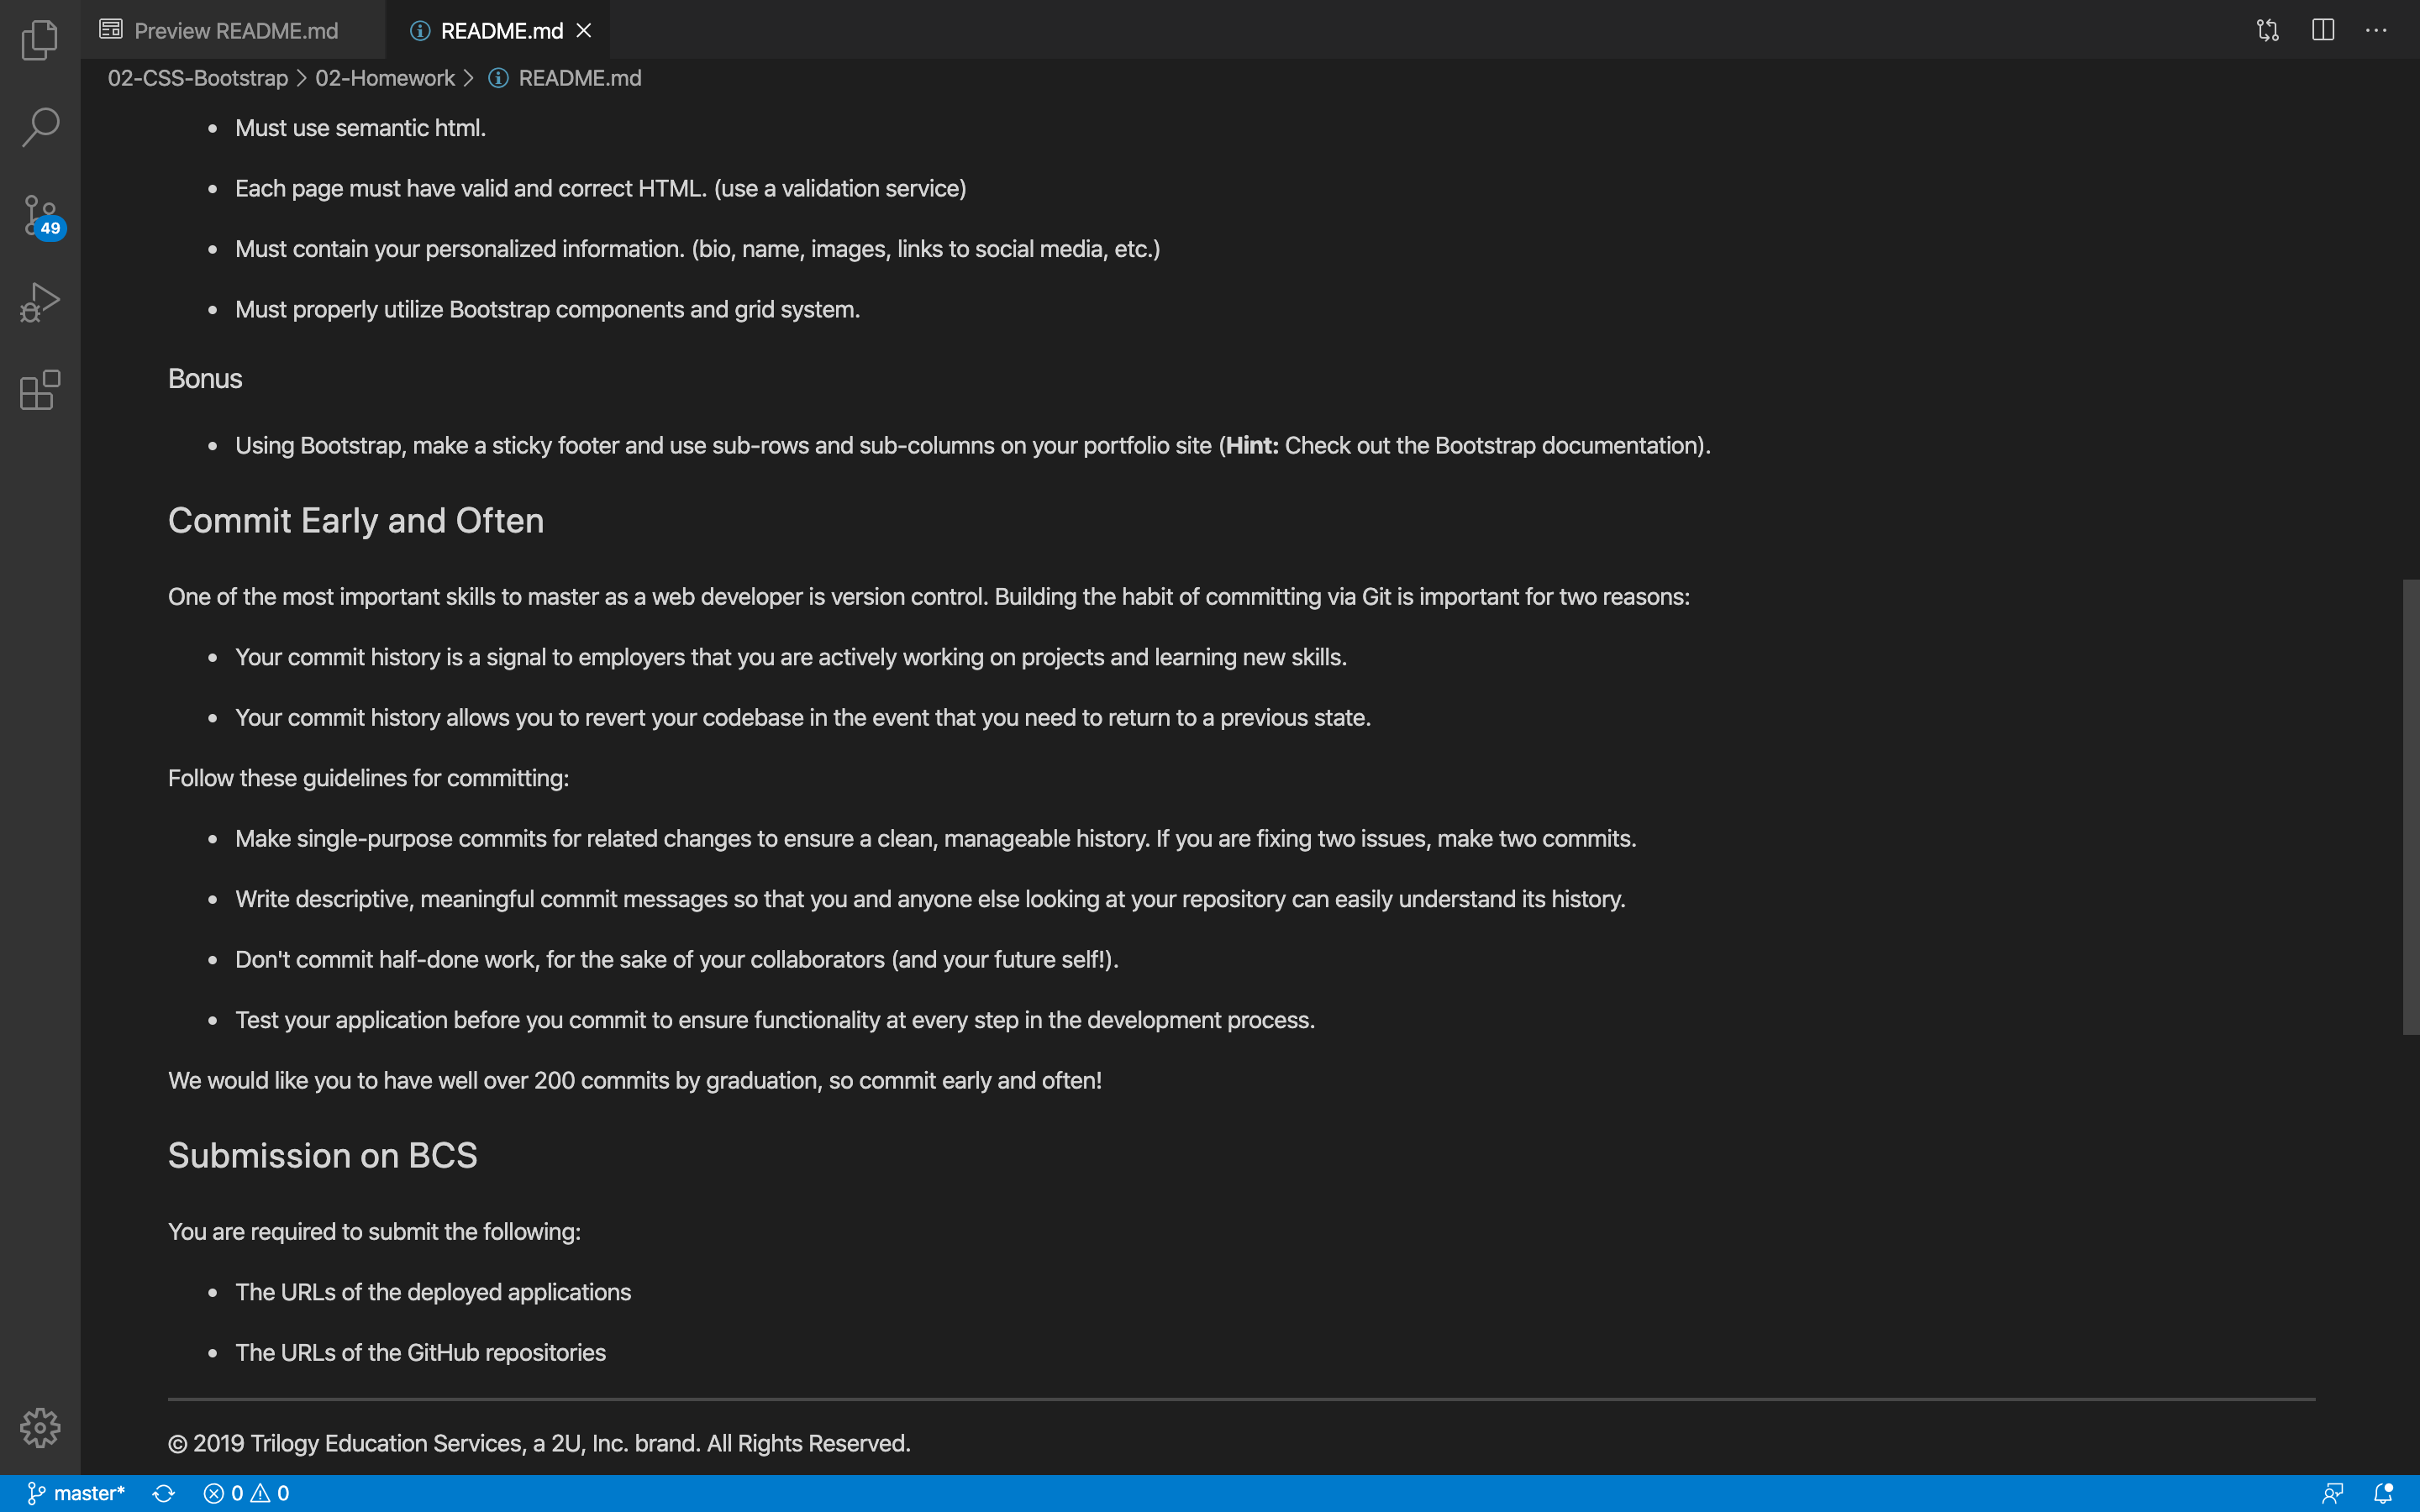 Preview README.md
README.md
02-CSS-Bootstrap > 02-Homework > README.md
• Must use semantic html.
• Each page must have valid and correct HTML. (use a validation service)
49
• Must contain your personalized information. (bio, name, images, links to social media, etc.)
• Must properly utilize Bootstrap components and grid system.
Bonus
• Using Bootstrap, make a sticky footer and use sub-rows and sub-columns on your portfolio site (Hint: Check out the Bootstrap documentation).
Commit Early and Often
One of the most important skills to master as a web developer is version control. Building the habit of committing via Git is important for two reasons:
• Your commit history is a signal to employers that you are actively working on projects and learning new skills.
• Your commit history allows you to revert your codebase in the event that you need to return to a previous state.
Follow these guidelines for committing:
• Make single-purpose commits for related changes to ensure a clean, manageable history. If you are fixing two issues, make two commits.
• Write descriptive, meaningful commit messages so that you and anyone else looking at your repository can easily understand its history.
• Don't commit half-done work, for the sake of your collaborators (and your future self!).
• Test your application before you commit to ensure functionality at every step in the development process.
We would like you to have well over 200 commits by graduation, so commit early and often!
Submission on BCS
You are required to submit the following:
• The URLs of the deployed applications
• The URLs of the GitHub repositories
© 2019 Trilogy Education Services, a 2U, Inc. brand. All Rights Reserved.
master* 0 0